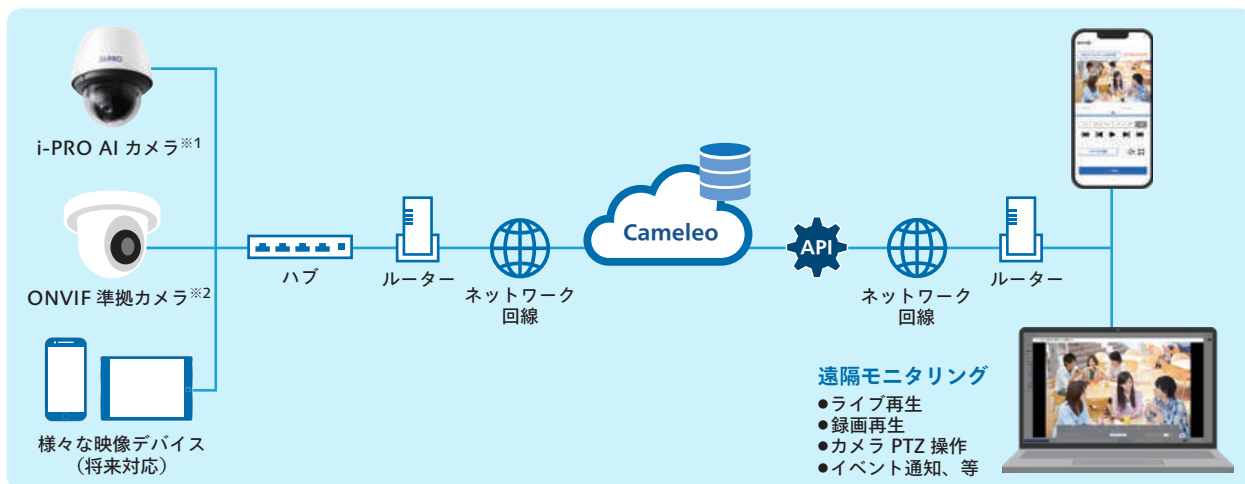 i-PRO
i-PRO AI カメラ※1
ONVIF 準拠カメラ※2
様々な映像デバイス
（将来対応）
ハブ
ルーター
ネットワーク
回線
Cameleo
API
ネットワーク
回線
ルーター
遠隔モニタリング
●ライブ再生
●録画再生
●カメラ PTZ 操作
●イベント通知、等